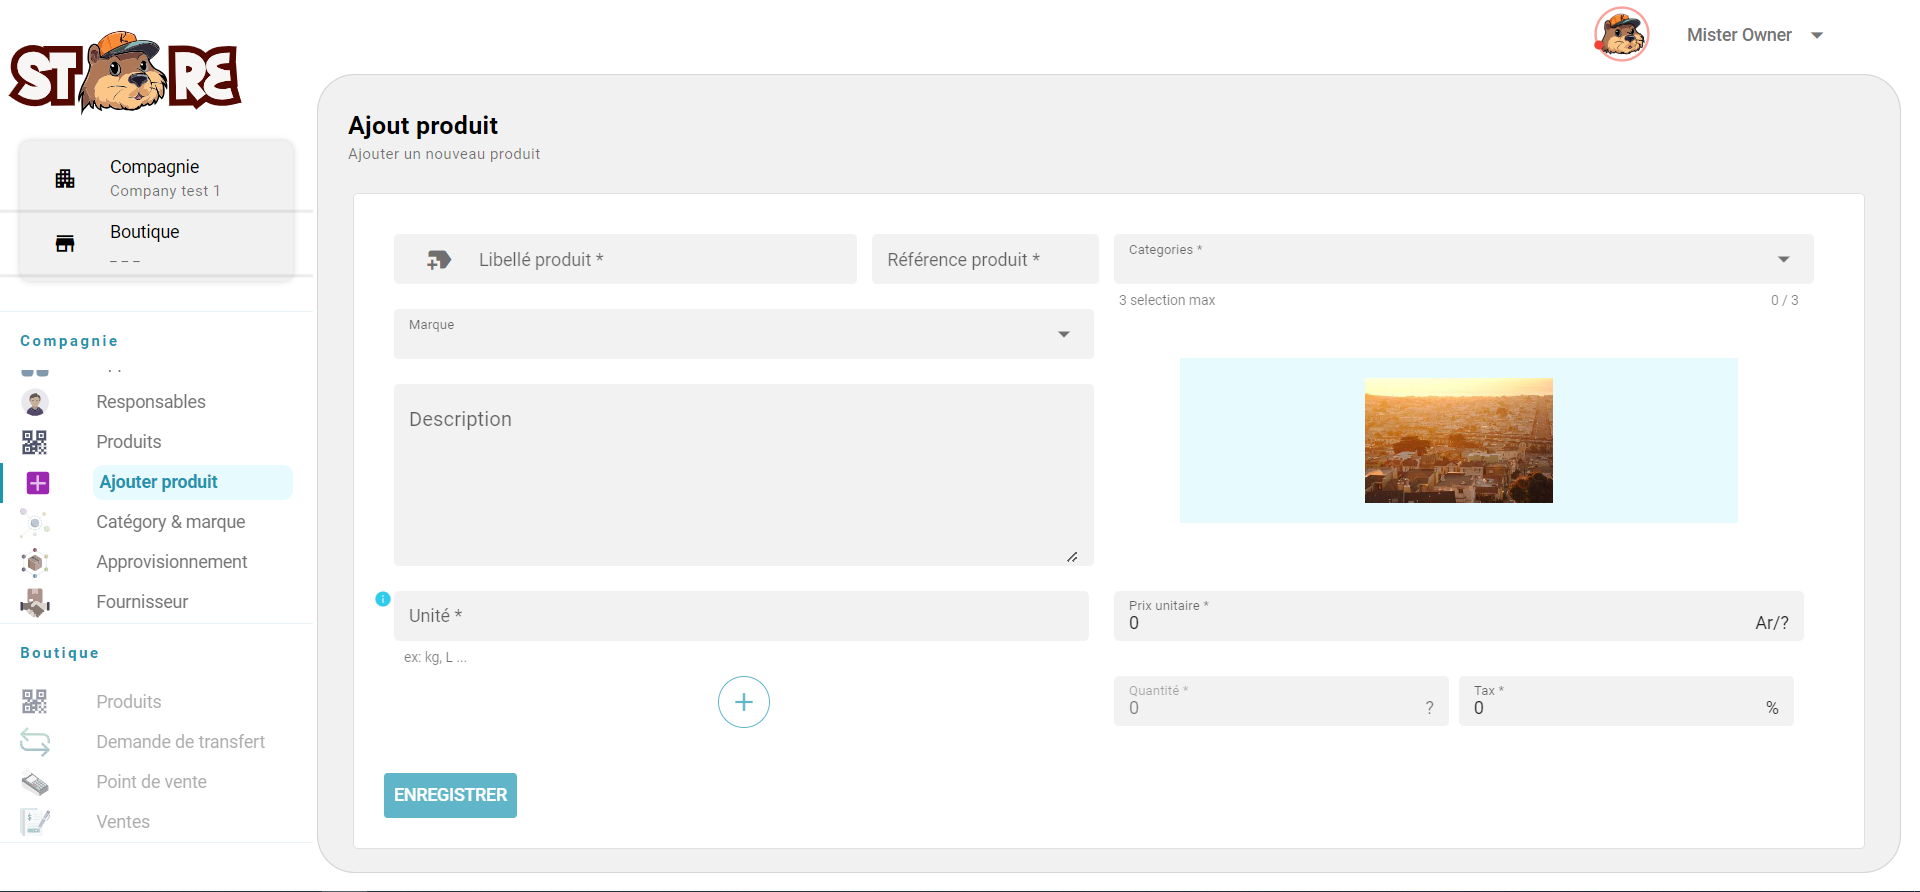 STORE
Mister Owner
Compagnie
Company test 1
Boutique
_ _ _
Compagnie
Responsables
Produits
Ajouter produit
Catégory & marque
Approvisionnement
Fournisseur
Boutique
Produits
Demande de transfert
Point de vente
Ventes
Ajout produit
Ajouter un nouveau produit
Libellé produit *
Référence produit *
Categories *
3 selection max
0 / 3
Marque
Description
Unité *
ex: kg, L ...
Prix unitaire *
0
Ar/?
Quantité *
0
?
Tax *
0
%
ENREGISTRER